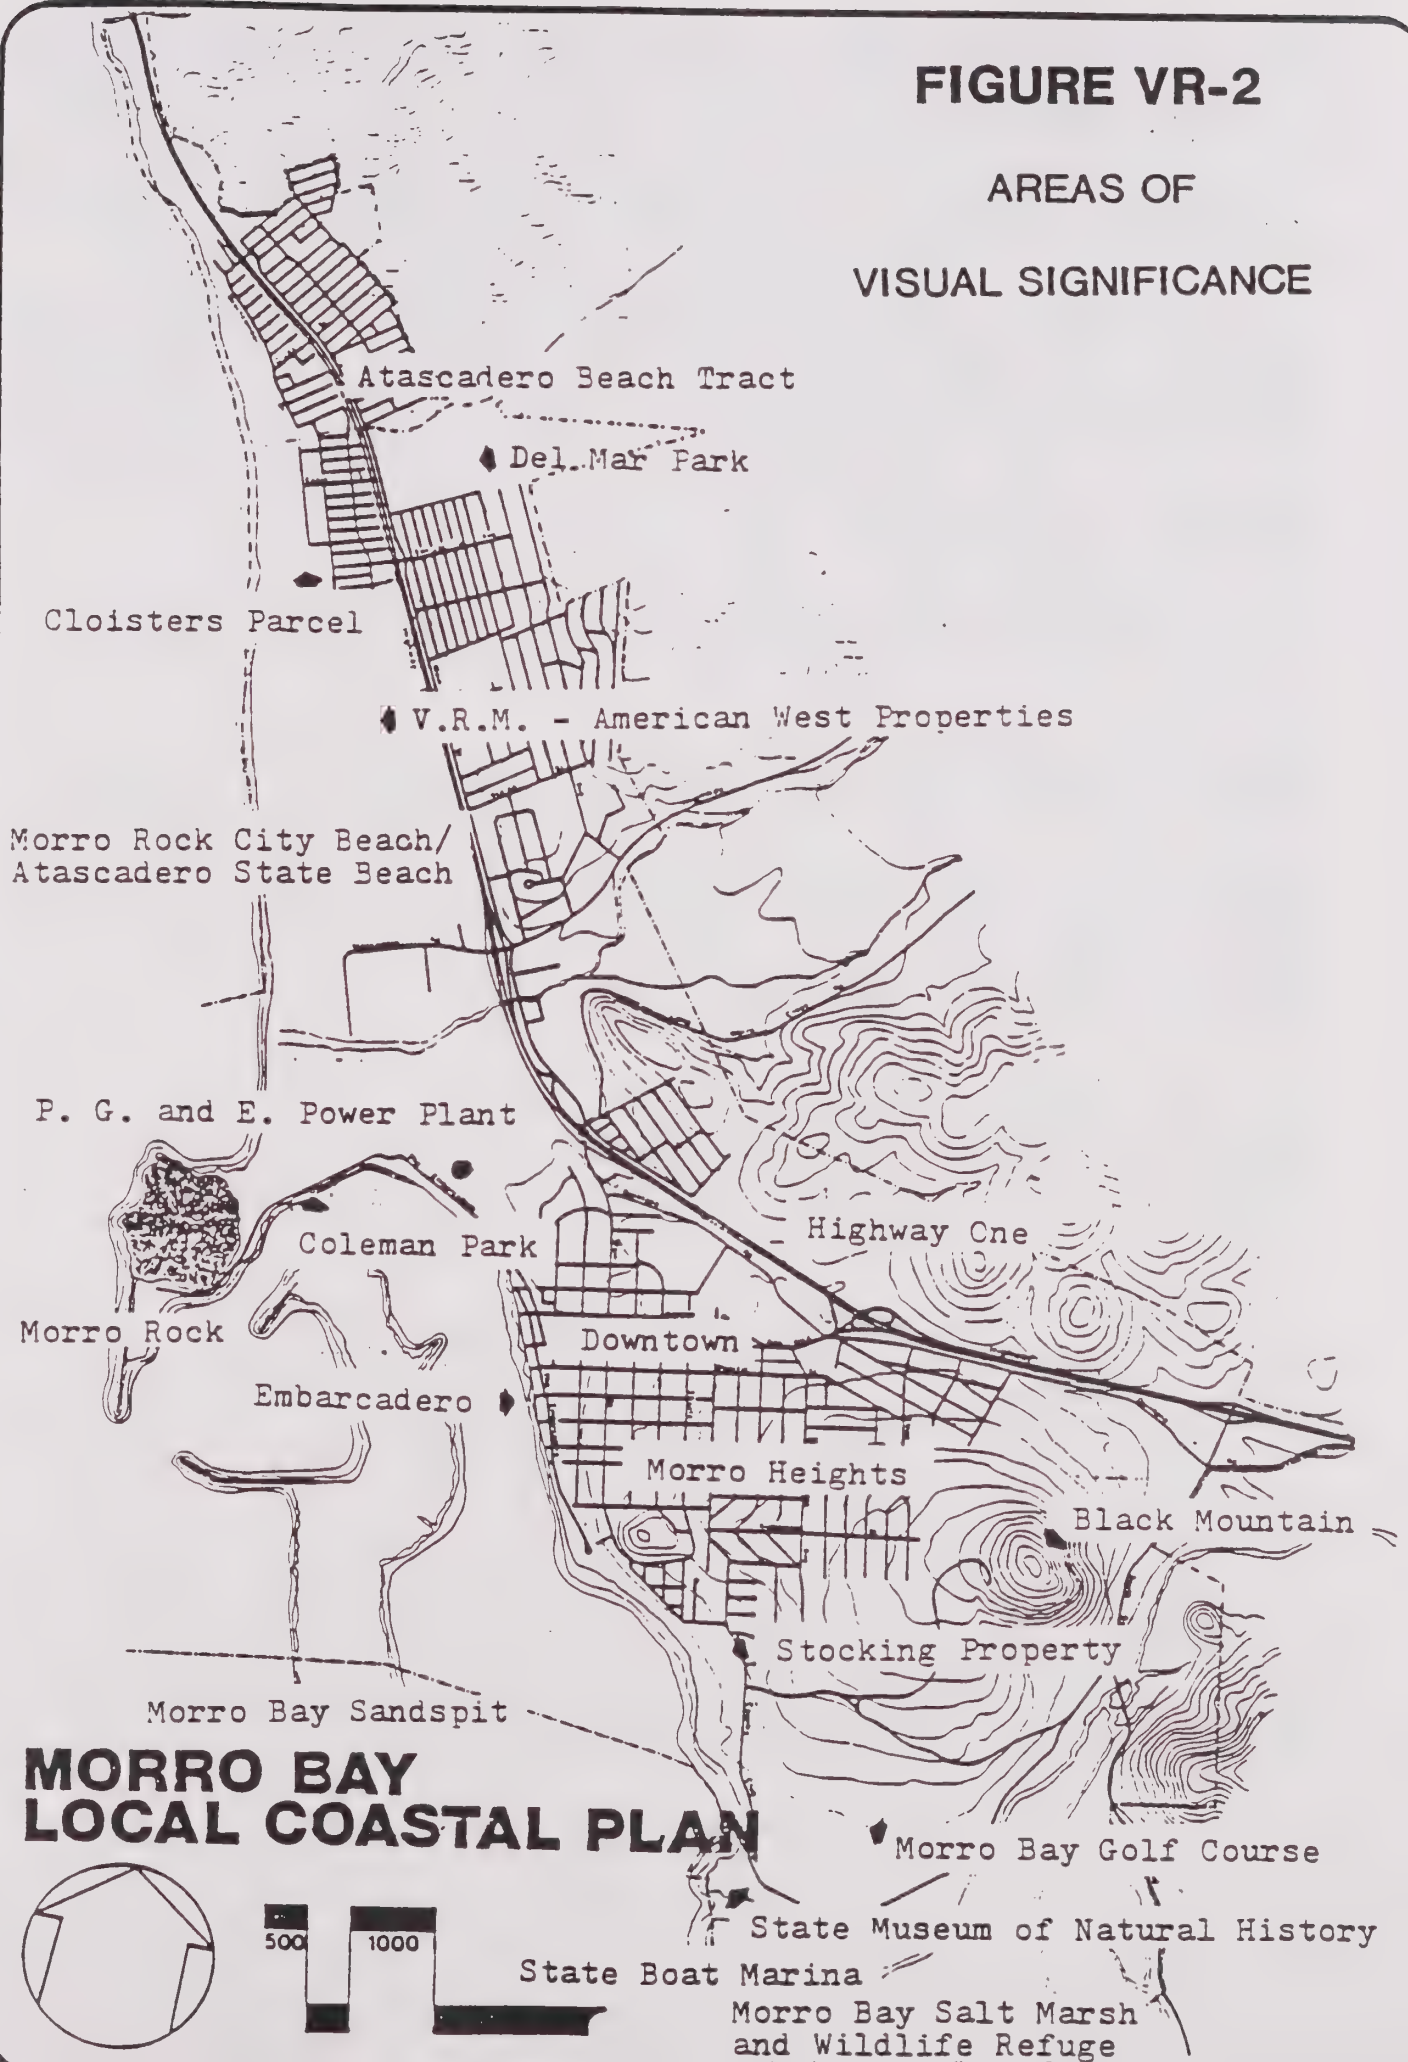 FIGURE VR-2
AREAS OF
VISUAL SIGNIFICANCE
Atascadero Beach Tract
Del Mar Park
Cloisters Parcel
V.R.M. - American West Properties
Morro Rock City Beach/
Atascadero State Beach
P. G. and E. Power Plant
Highway One
Coleman Park
Morro Rock
Downtown
Embarcadero
Morro Heights
Black Mountain
Stocking Property
Morro Bay Sandspit
MORRO BAY
LOCAL COASTAL PLAN
Morro Bay Golf Course
State Museum of Natural History
500
1000
State Boat Marina
Morro Bay Salt Marsh
and Wildlife Refuge